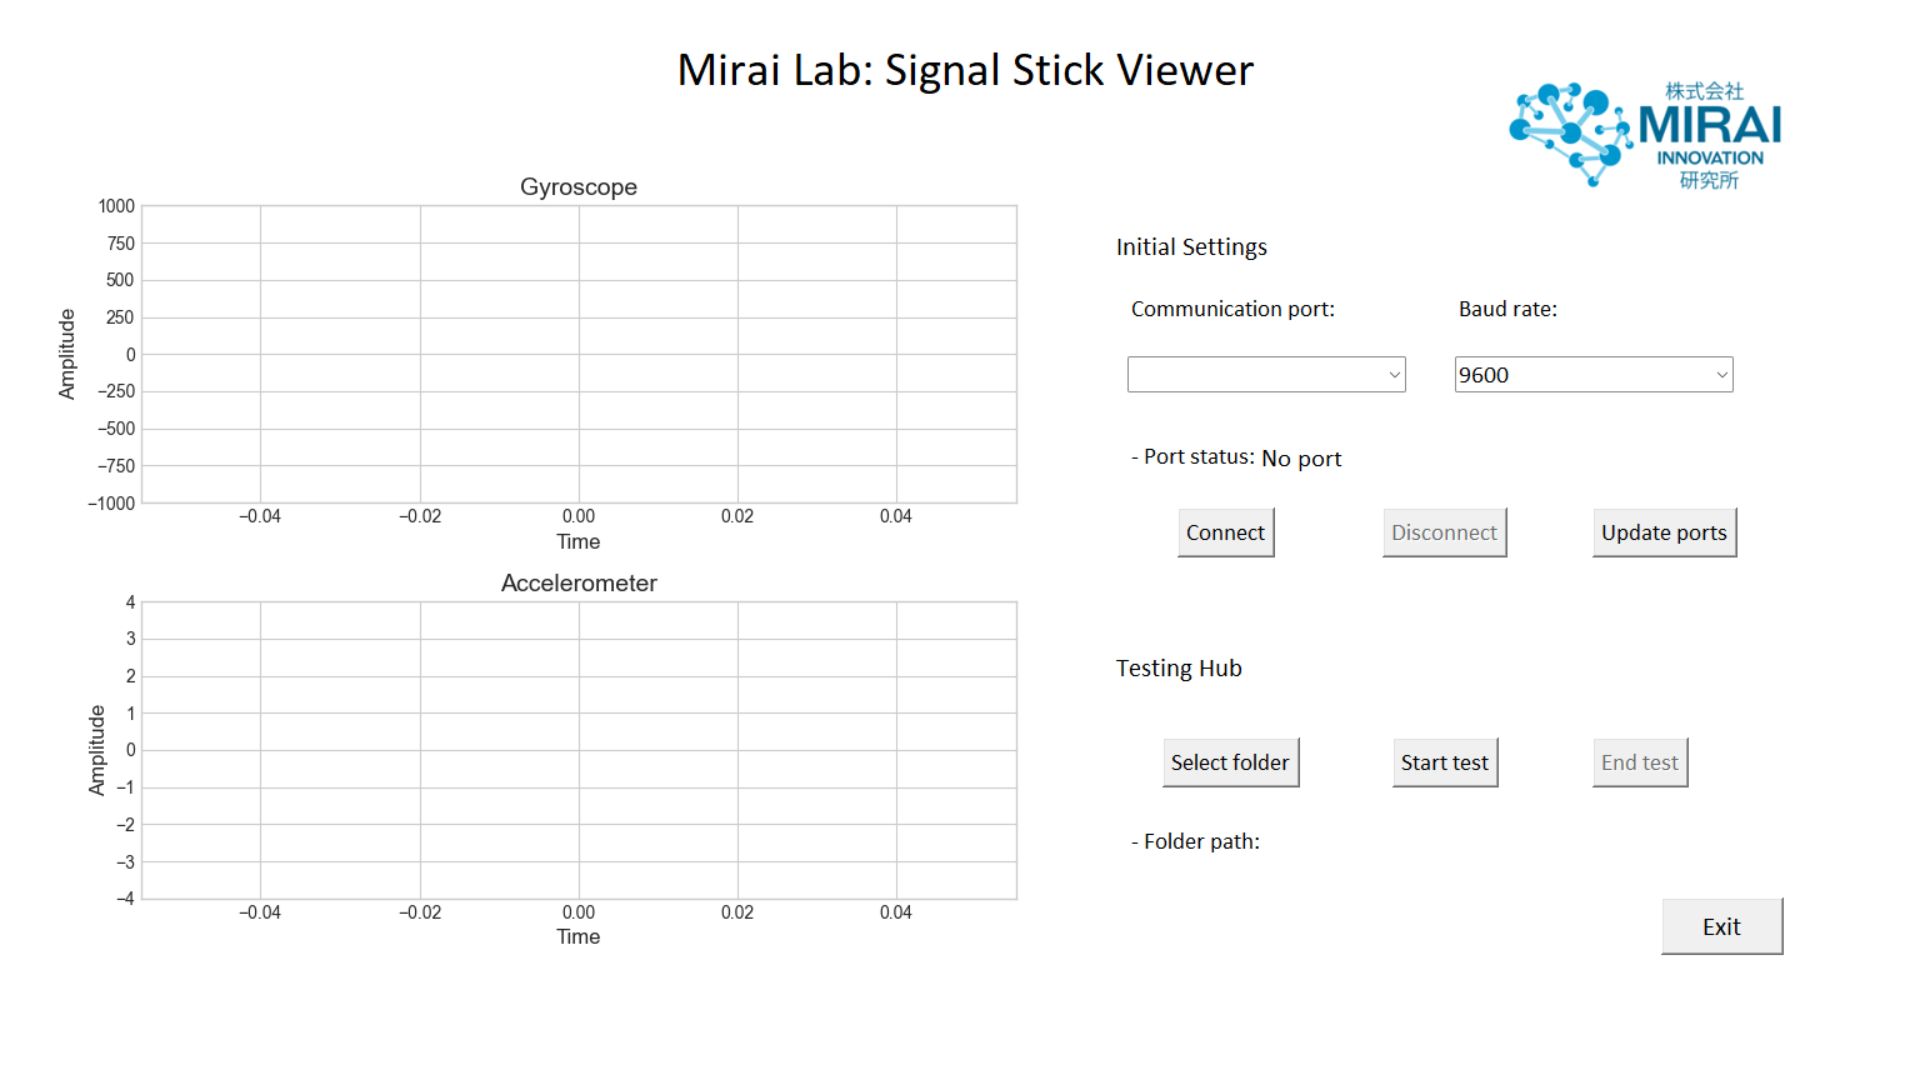 Mirai Lab: Signal Stick Viewer
株式会社
MIRAI
INNOVATION
研究所
Gyroscope
1000
750
500
250
0
−250
−500
−750
−1000
Amplitude
−0.04 −0.02 0.00 0.02 0.04
Time
Accelerometer
4
3
2
1
0
−1
−2
−3
−4
Amplitude
−0.04 −0.02 0.00 0.02 0.04
Time
Initial Settings
Communication port: Baud rate:
9600
- Port status: No port
Connect Disconnect Update ports
Testing Hub
Select folder Start test End test
- Folder path:
Exit